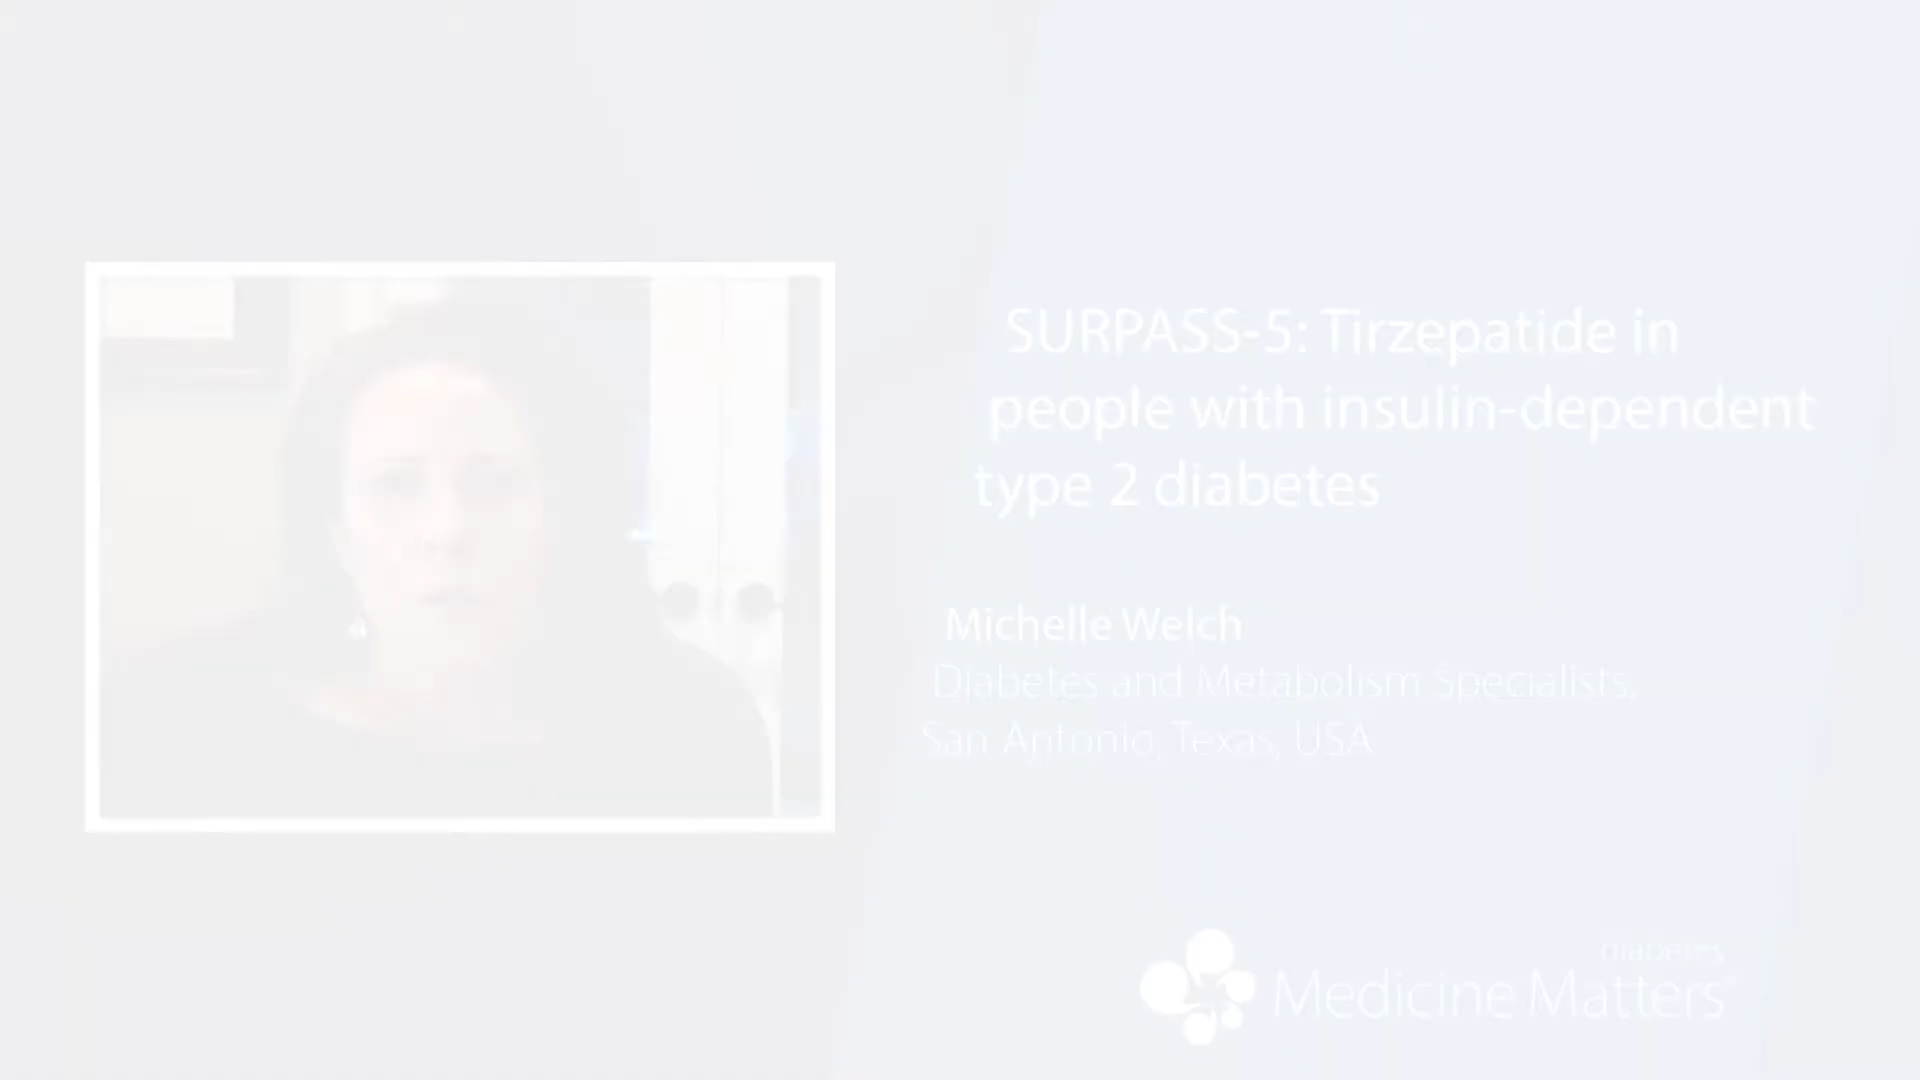 SURPASS-5: Tirzepatide in
people with insulin-dependent
type 2 diabetes
Michelle Welch
Diabetes and Metabolism Specialists,
San Antonio, Texas, USA
diabetes
Medicine Matters